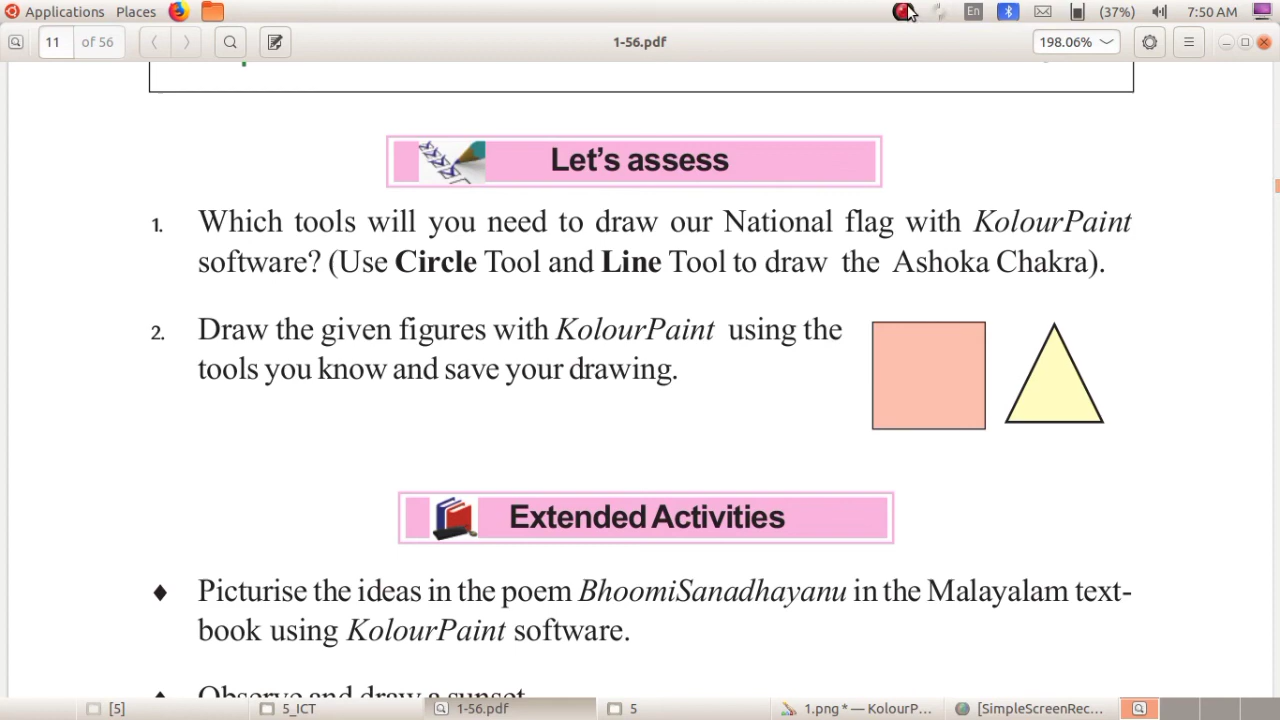 Applications Places En (37%) 7:50 AM
11 of 56 1-56.pdf 198.06%
Let's assess
1. Which tools will you need to draw our National flag with KolourPaint
software? (Use Circle Tool and Line Tool to draw the Ashoka Chakra).
2. Draw the given figures with KolourPaint using the
tools you know and save your drawing.
Extended Activities
♦ Picturise the ideas in the poem BhoomiSanadhayanu in the Malayalam text-
book using KolourPaint software.
♦ Observe and draw a sunset.
[5] 5_ICT 1-56.pdf 5 1.png * — KolourP... [SimpleScreenRec...